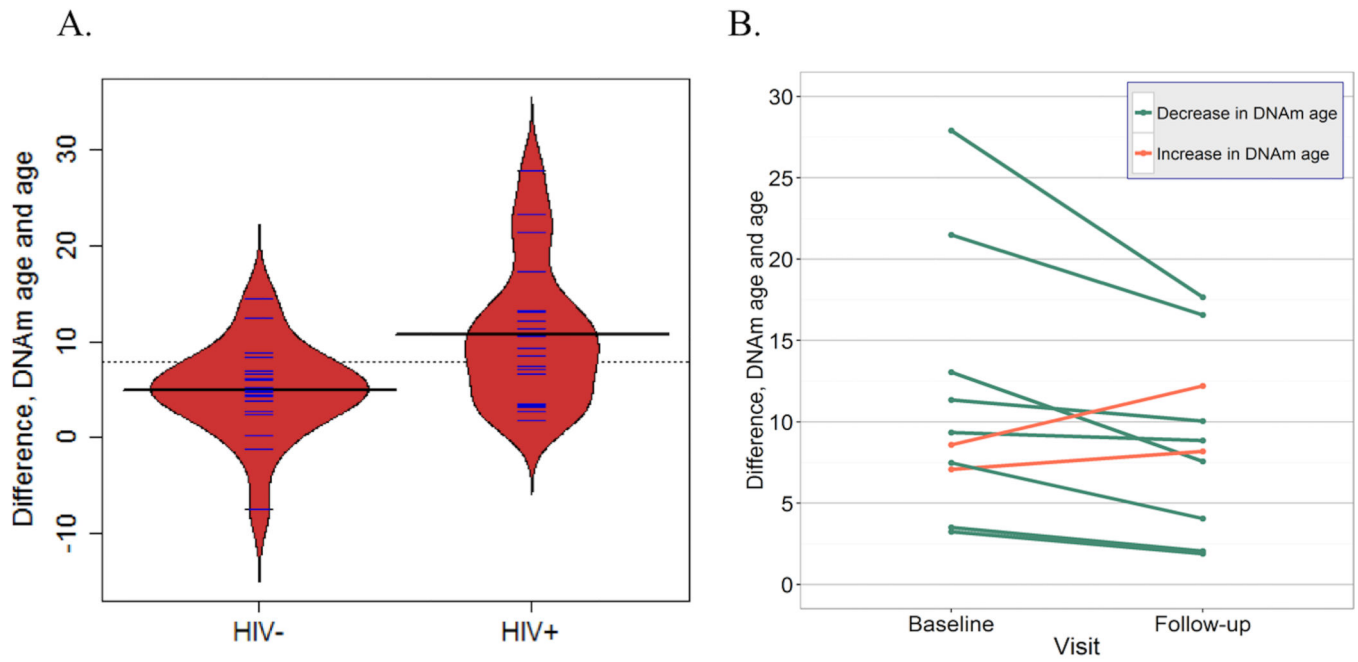 A.
Difference, DNAm age and age
30
20
10
0
-10
HIV-
HIV+
B.
Difference, DNAm age and age
30
25
20
15
10
5
0
Decrease in DNAm age
Increase in DNAm age
Baseline
Follow-up
Visit